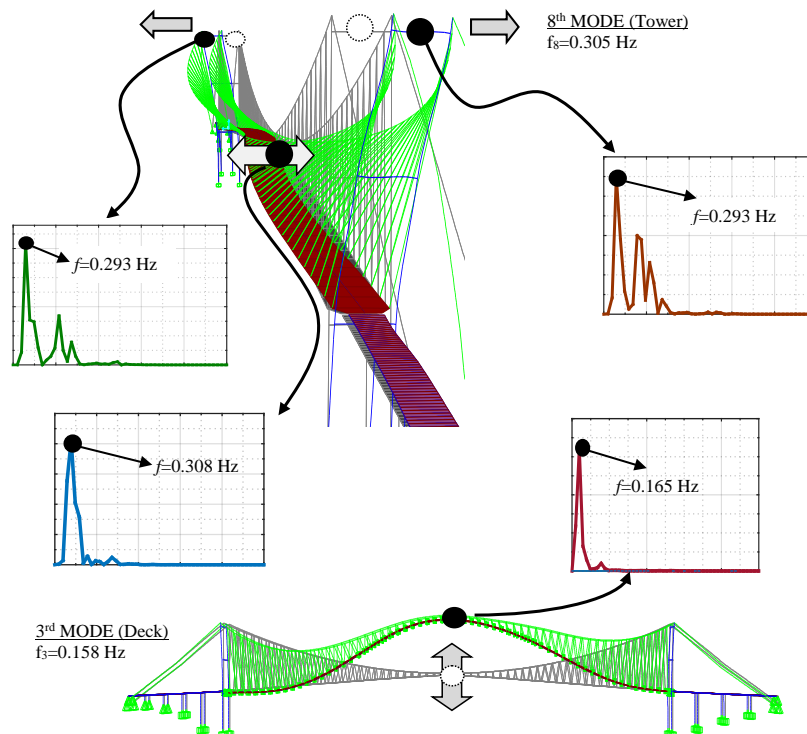 8th MODE (Tower)
f8=0.305 Hz
f=0.293 Hz
f=0.293 Hz
f=0.308 Hz
f=0.165 Hz
3rd MODE (Deck)
f3=0.158 Hz